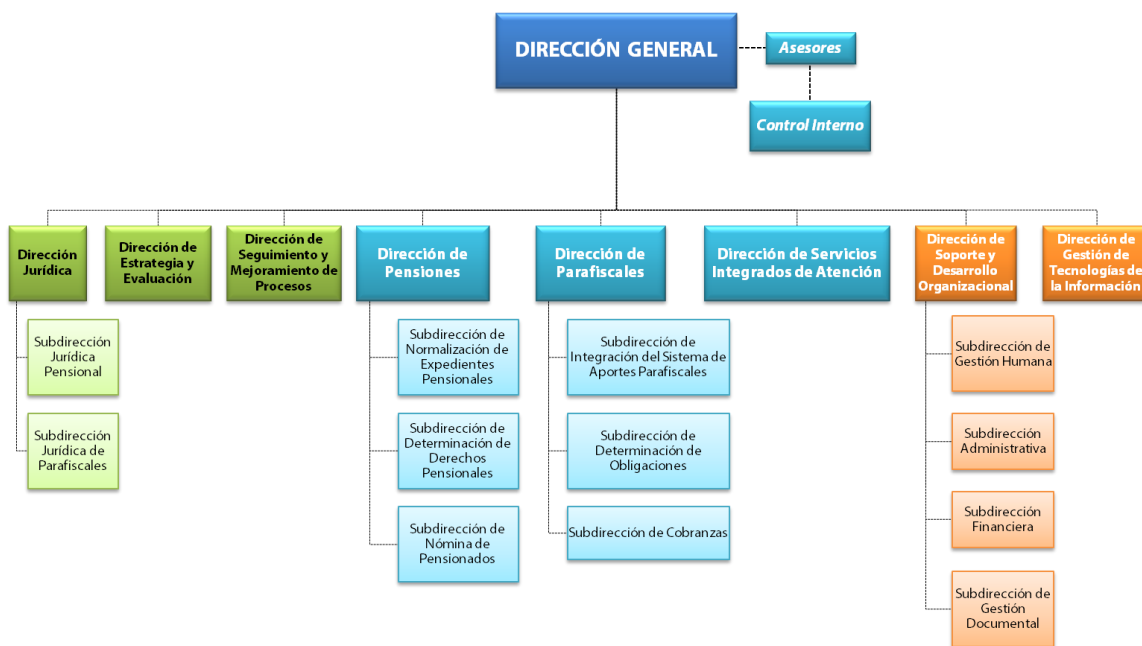 DIRECCIÓN GENERAL
Asesores
Control Interno
Dirección
Jurídica
Dirección de
Estrategia y
Evaluación
Dirección de
Seguimiento y
Mejoramiento de
Procesos
Dirección de
Pensiones
Dirección de
Parafiscales
Dirección de Servicios
Integrados de Atención
Dirección de
Soporte y
Desarrollo
Organizacional
Dirección de
Gestión de
Tecnologías de
la Información
Subdirección
Jurídica
Pensional
Subdirección
Jurídica de
Parafiscales
Subdirección de
Normalización de
Expedientes
Pensionales
Subdirección de
Determinación de
Derechos
Pensionales
Subdirección de
Nómina de
Pensionados
Subdirección de
Integración del Sistema de
Aportes Parafiscales
Subdirección de
Determinación de
Obligaciones
Subdirección de Cobranzas
Subdirección de
Gestión Humana
Subdirección
Administrativa
Subdirección
Financiera
Subdirección de
Gestión
Documental